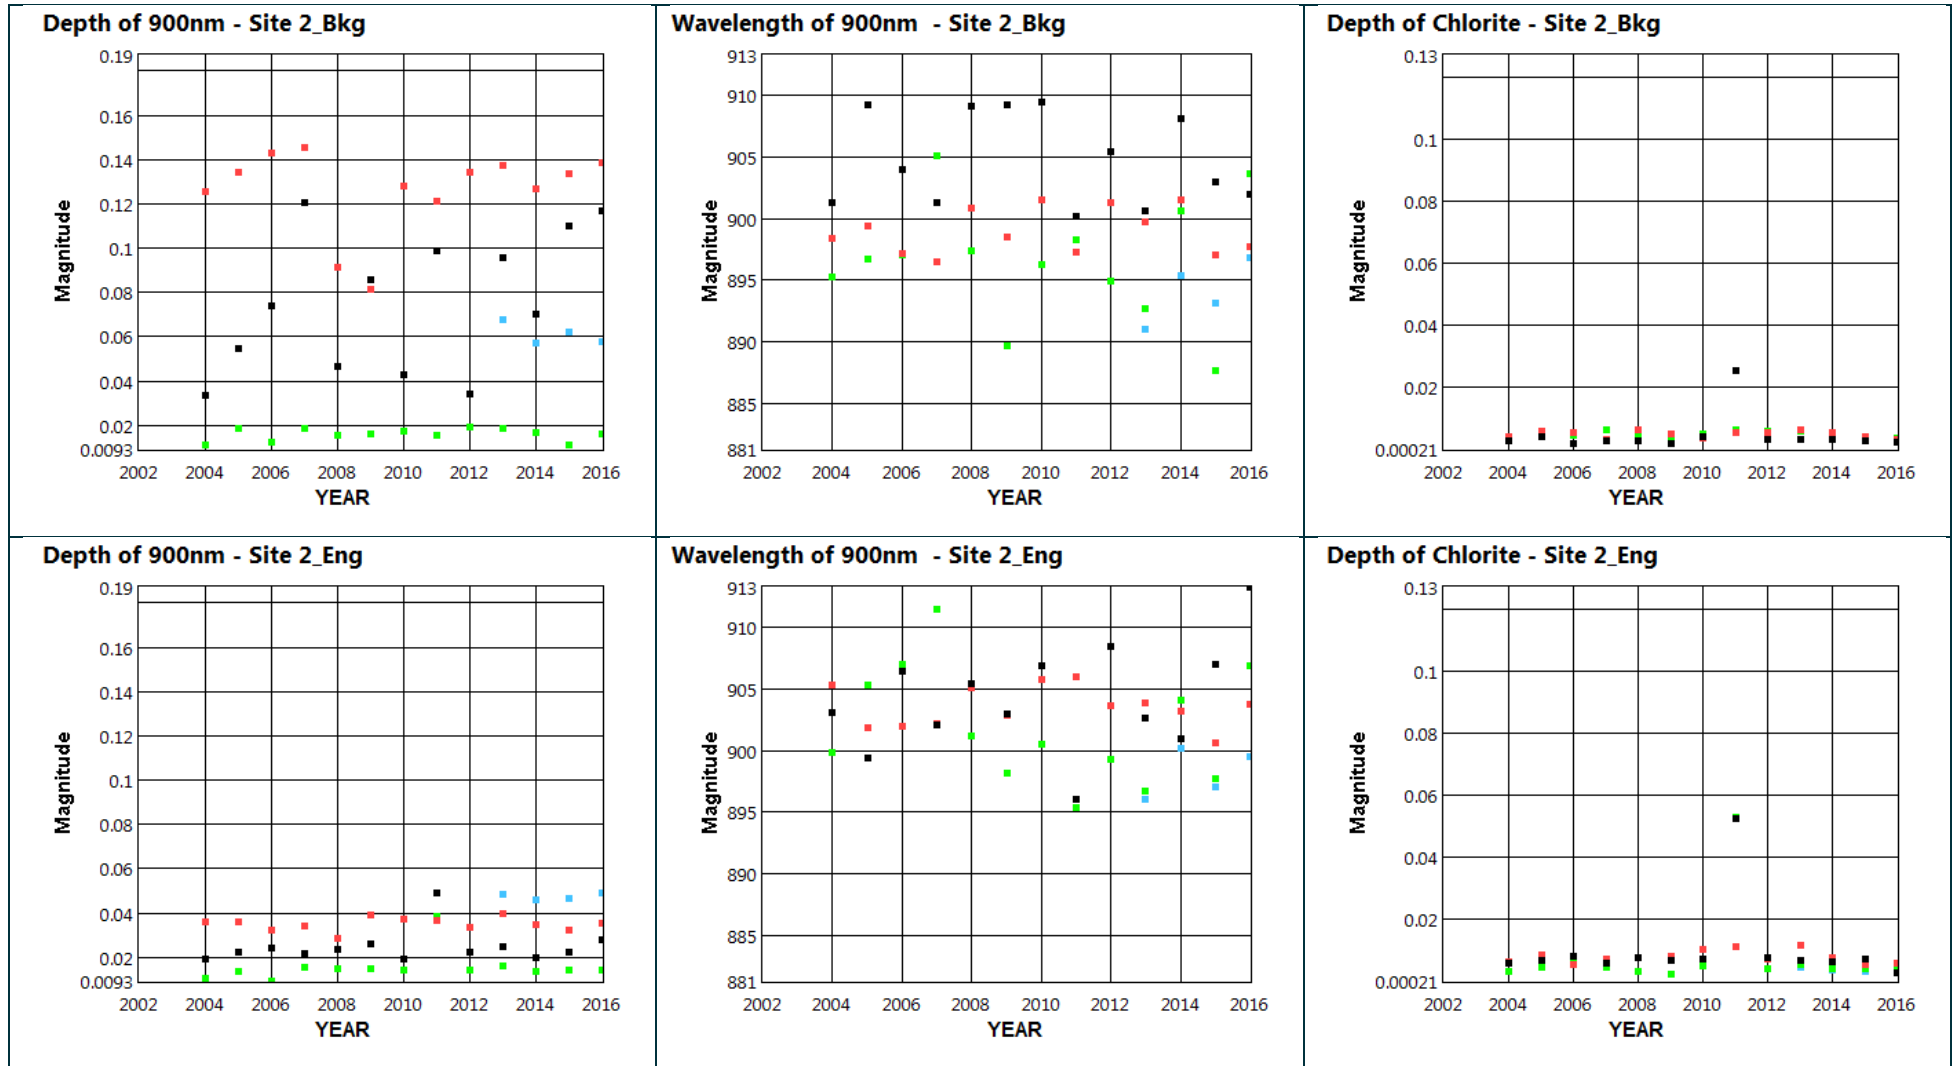 Depth of 900nm - Site 2_Bkg
0.19
0.16
0.14
0.12
0.1
0.08
0.06
0.04
0.02
0.0093
Magnitude
2002 2004 2006 2008 2010 2012 2014 2016
YEAR
Wavelength of 900nm - Site 2_Bkg
913
910
905
900
895
890
885
881
Magnitude
2002 2004 2006 2008 2010 2012 2014 2016
YEAR
Depth of Chlorite - Site 2_Bkg
0.13
0.1
0.08
0.06
0.04
0.02
0.00021
Magnitude
2002 2004 2006 2008 2010 2012 2014 2016
YEAR
Depth of 900nm - Site 2_Eng
0.19
0.16
0.14
0.12
0.1
0.08
0.06
0.04
0.02
0.0093
Magnitude
2002 2004 2006 2008 2010 2012 2014 2016
YEAR
Wavelength of 900nm - Site 2_Eng
913
910
905
900
895
890
885
881
Magnitude
2002 2004 2006 2008 2010 2012 2014 2016
YEAR
Depth of Chlorite - Site 2_Eng
0.13
0.1
0.08
0.06
0.04
0.02
0.00021
Magnitude
2002 2004 2006 2008 2010 2012 2014 2016
YEAR